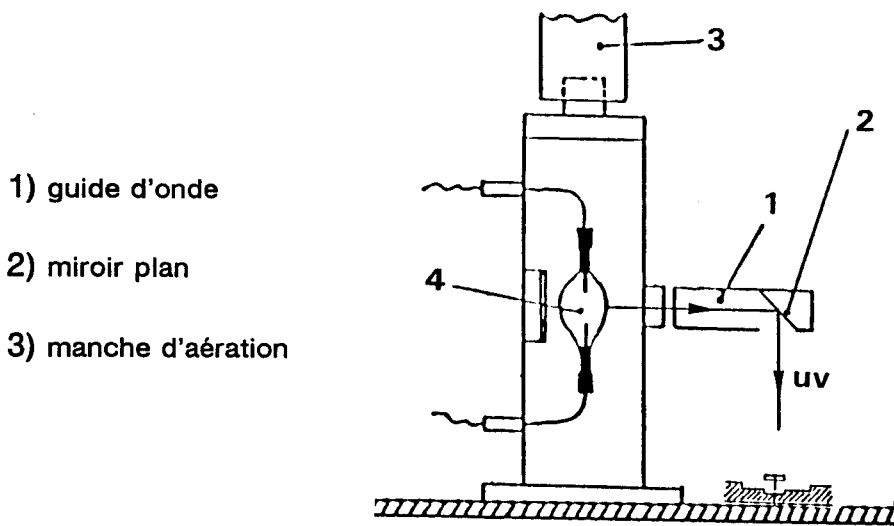 1) guide d'onde
2) miroir plan
3) manche d'aération
3
2
1
4
uv